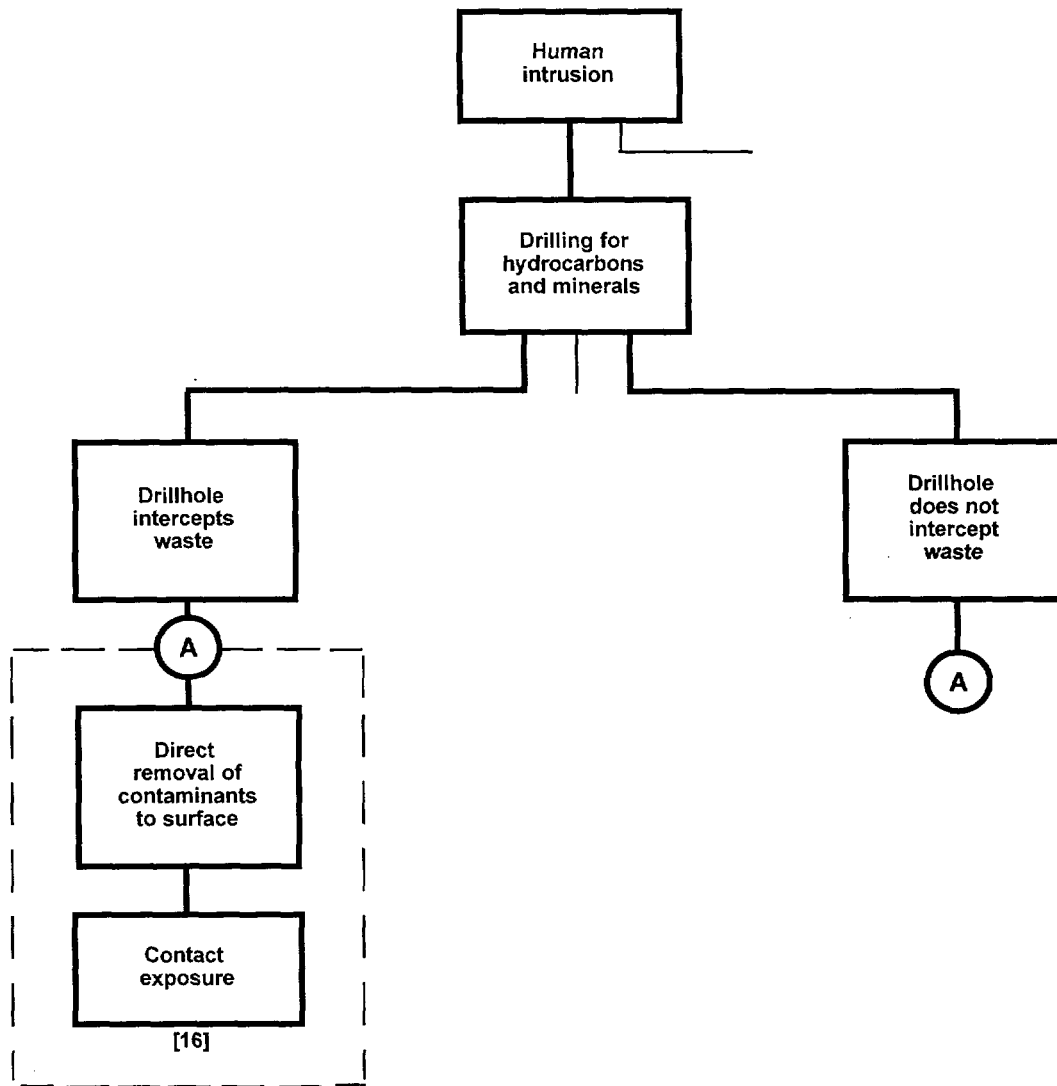 Human
intrusion
Drilling for
hydrocarbons
and minerals
Drillhole
intercepts
waste
Drillhole
does not
intercept
waste
A
A
Direct
removal of
contaminants
to surface
Contact
exposure
[16]